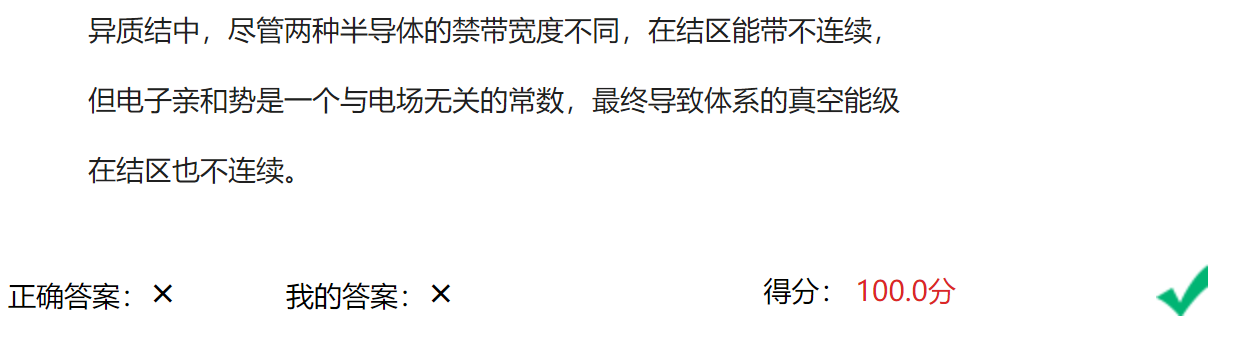 异质结中，尽管两种半导体的禁带宽度不同，在结区能带不连续，
但电子亲和势是一个与电场无关的常数，最终导致体系的真空能级
在结区也不连续。
正确答案：× 我的答案：× 得分： 100.0分